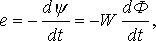 e = − dψ/dt = −W dΦ/dt ,